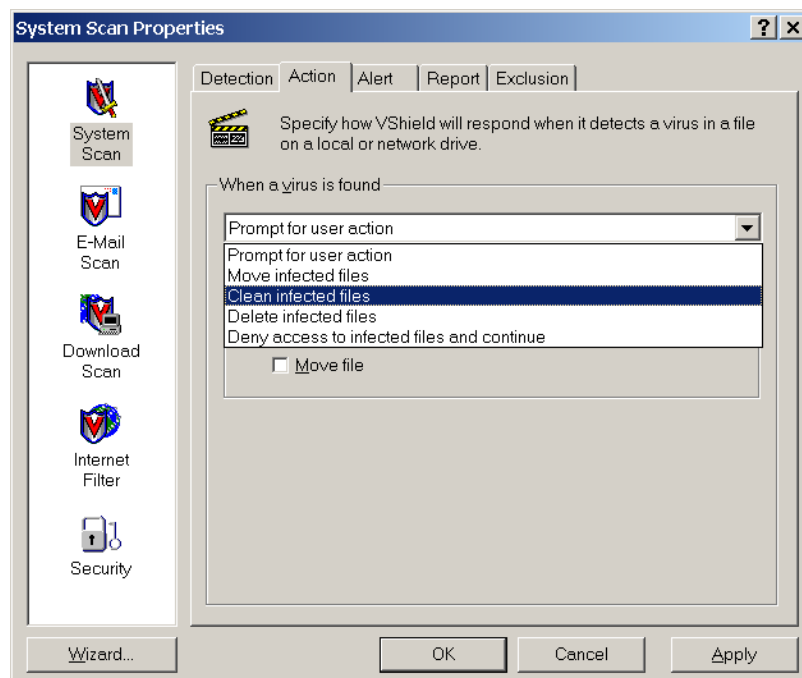 System Scan Properties
System
Scan
E-Mail
Scan
Download
Scan
Internet
Filter
Security
Detection
Action
Alert
Report
Exclusion
Specify how VShield will respond when it detects a virus in a file
on a local or network drive.
When a virus is found
Prompt for user action
Prompt for user action
Move infected files
Clean infected files
Delete infected files
Deny access to infected files and continue
Move file
Wizard...
OK
Cancel
Apply